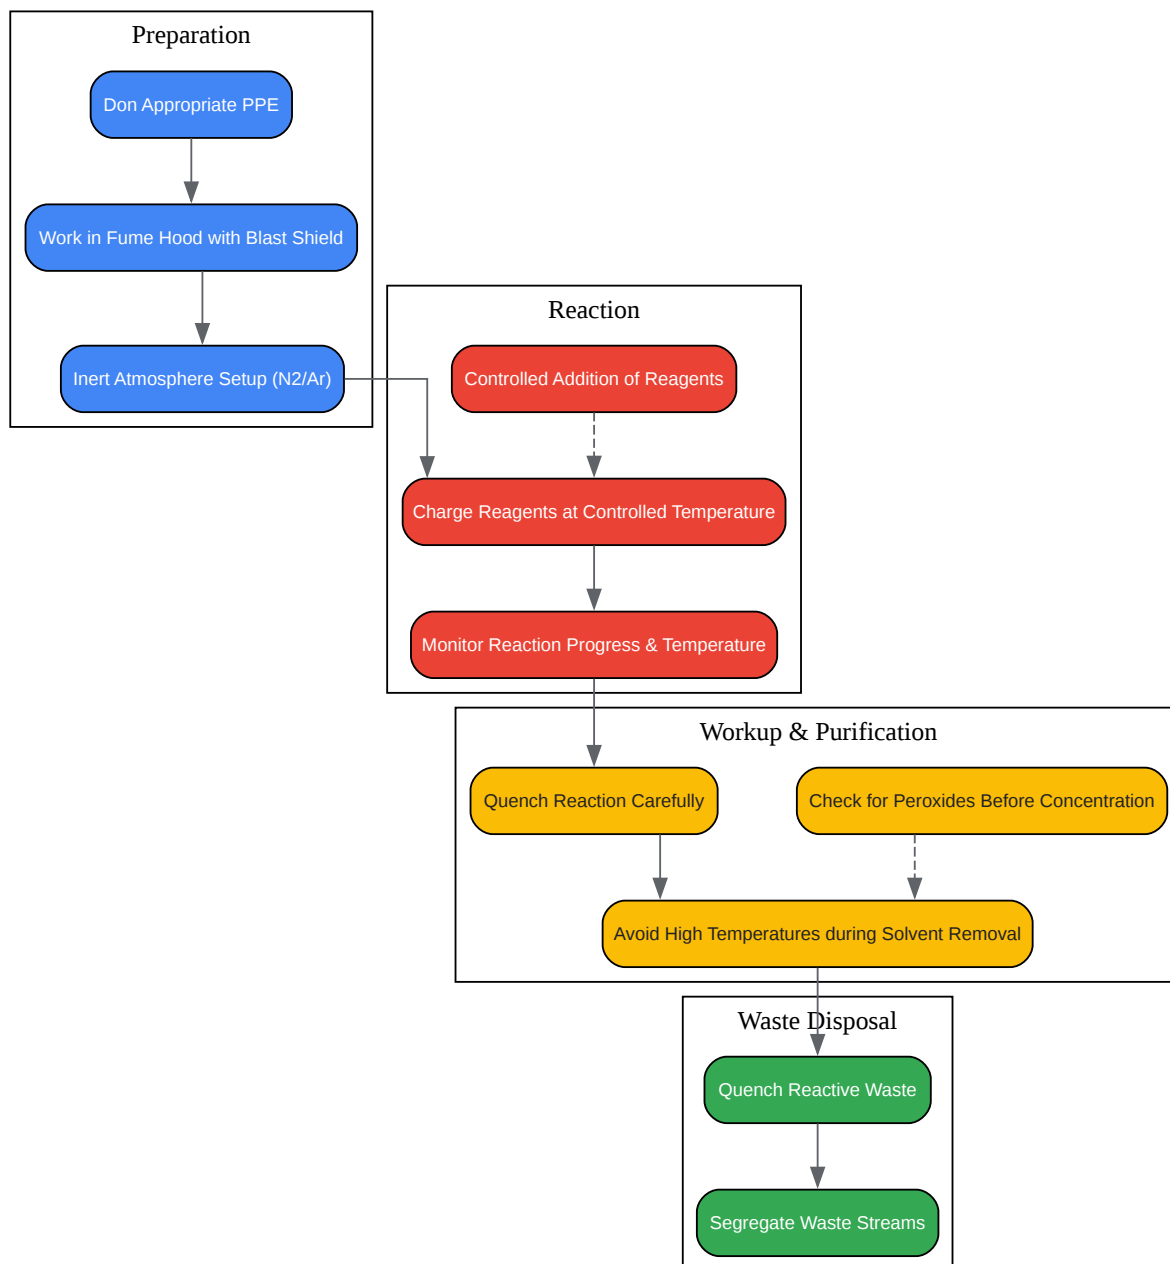 Preparation
Don Appropriate PPE
Work in Fume Hood with Blast Shield
Inert Atmosphere Setup (N2/Ar)
Reaction
Controlled Addition of Reagents
Charge Reagents at Controlled Temperature
Monitor Reaction Progress & Temperature
Workup & Purification
Quench Reaction Carefully
Check for Peroxides Before Concentration
Avoid High Temperatures during Solvent Removal
Waste Disposal
Quench Reactive Waste
Segregate Waste Streams